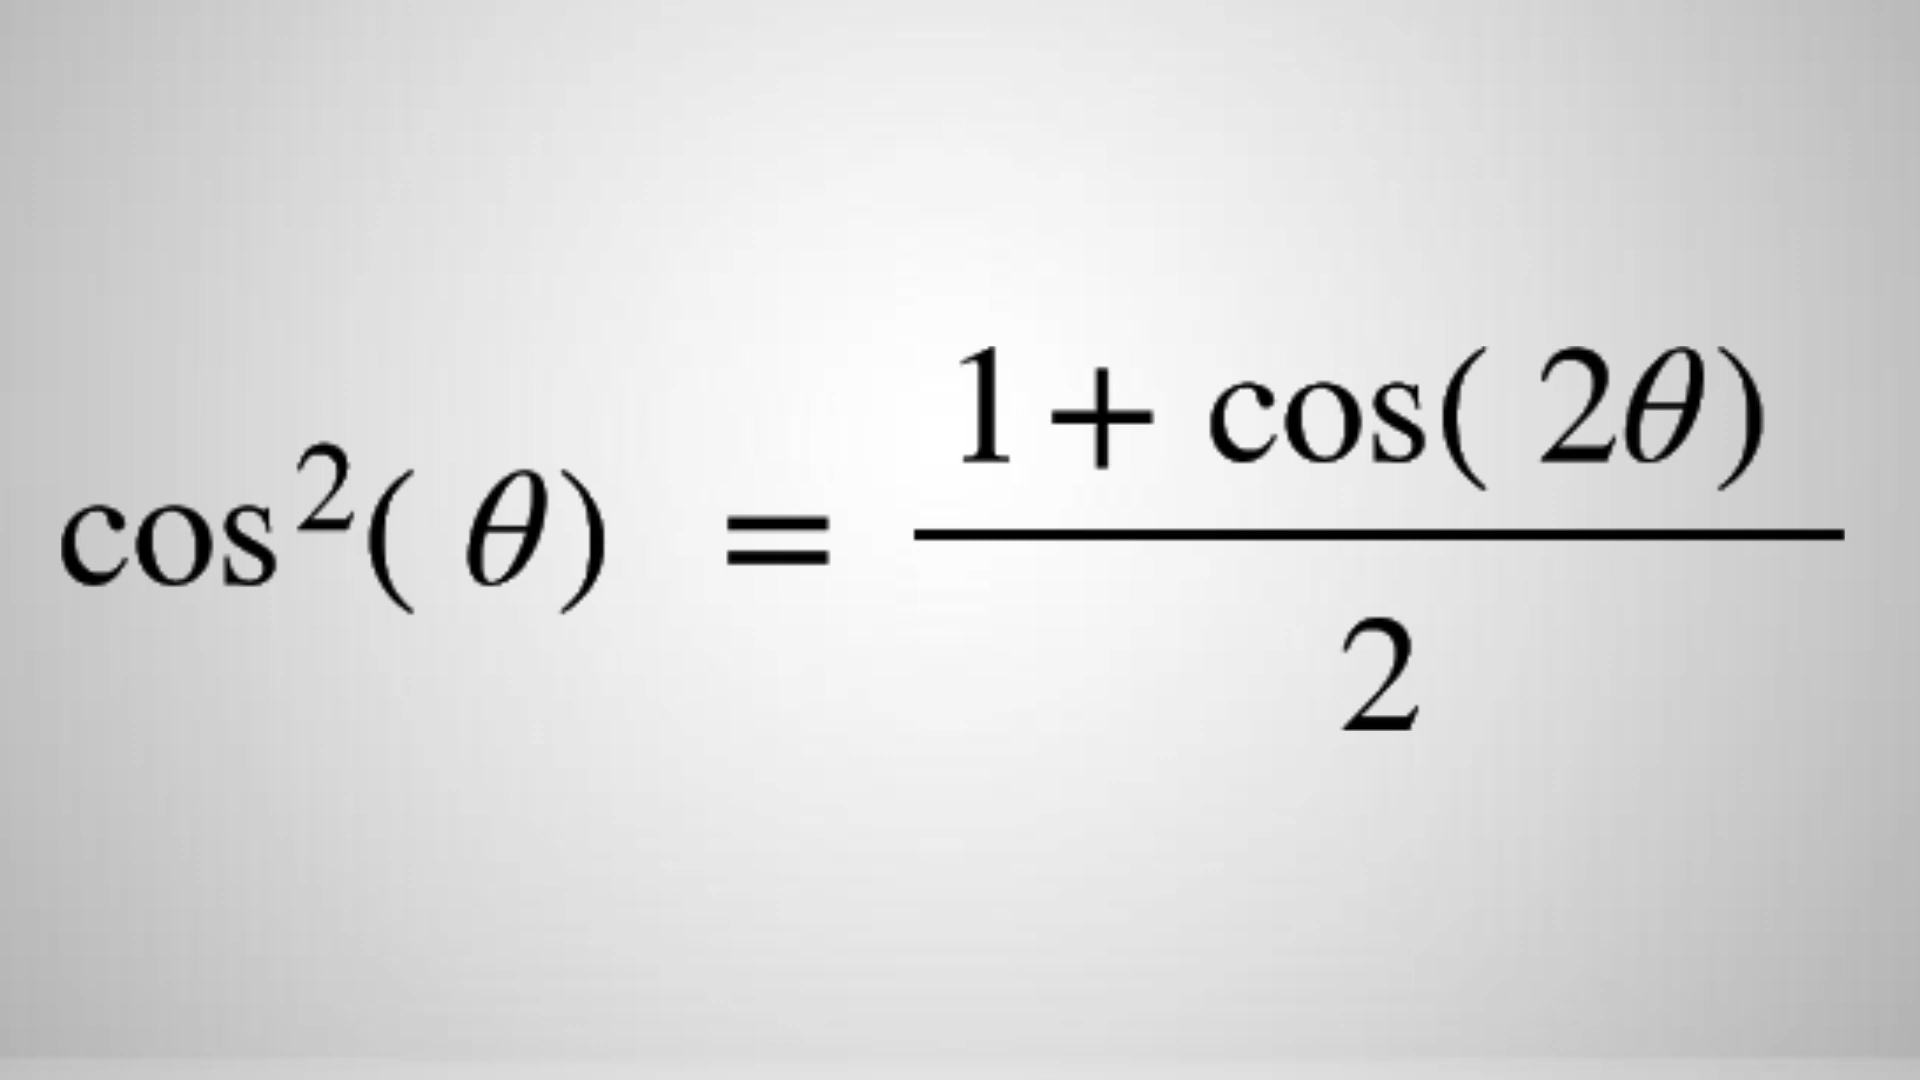 cos²( θ) = 1 + cos( 2θ) / 2